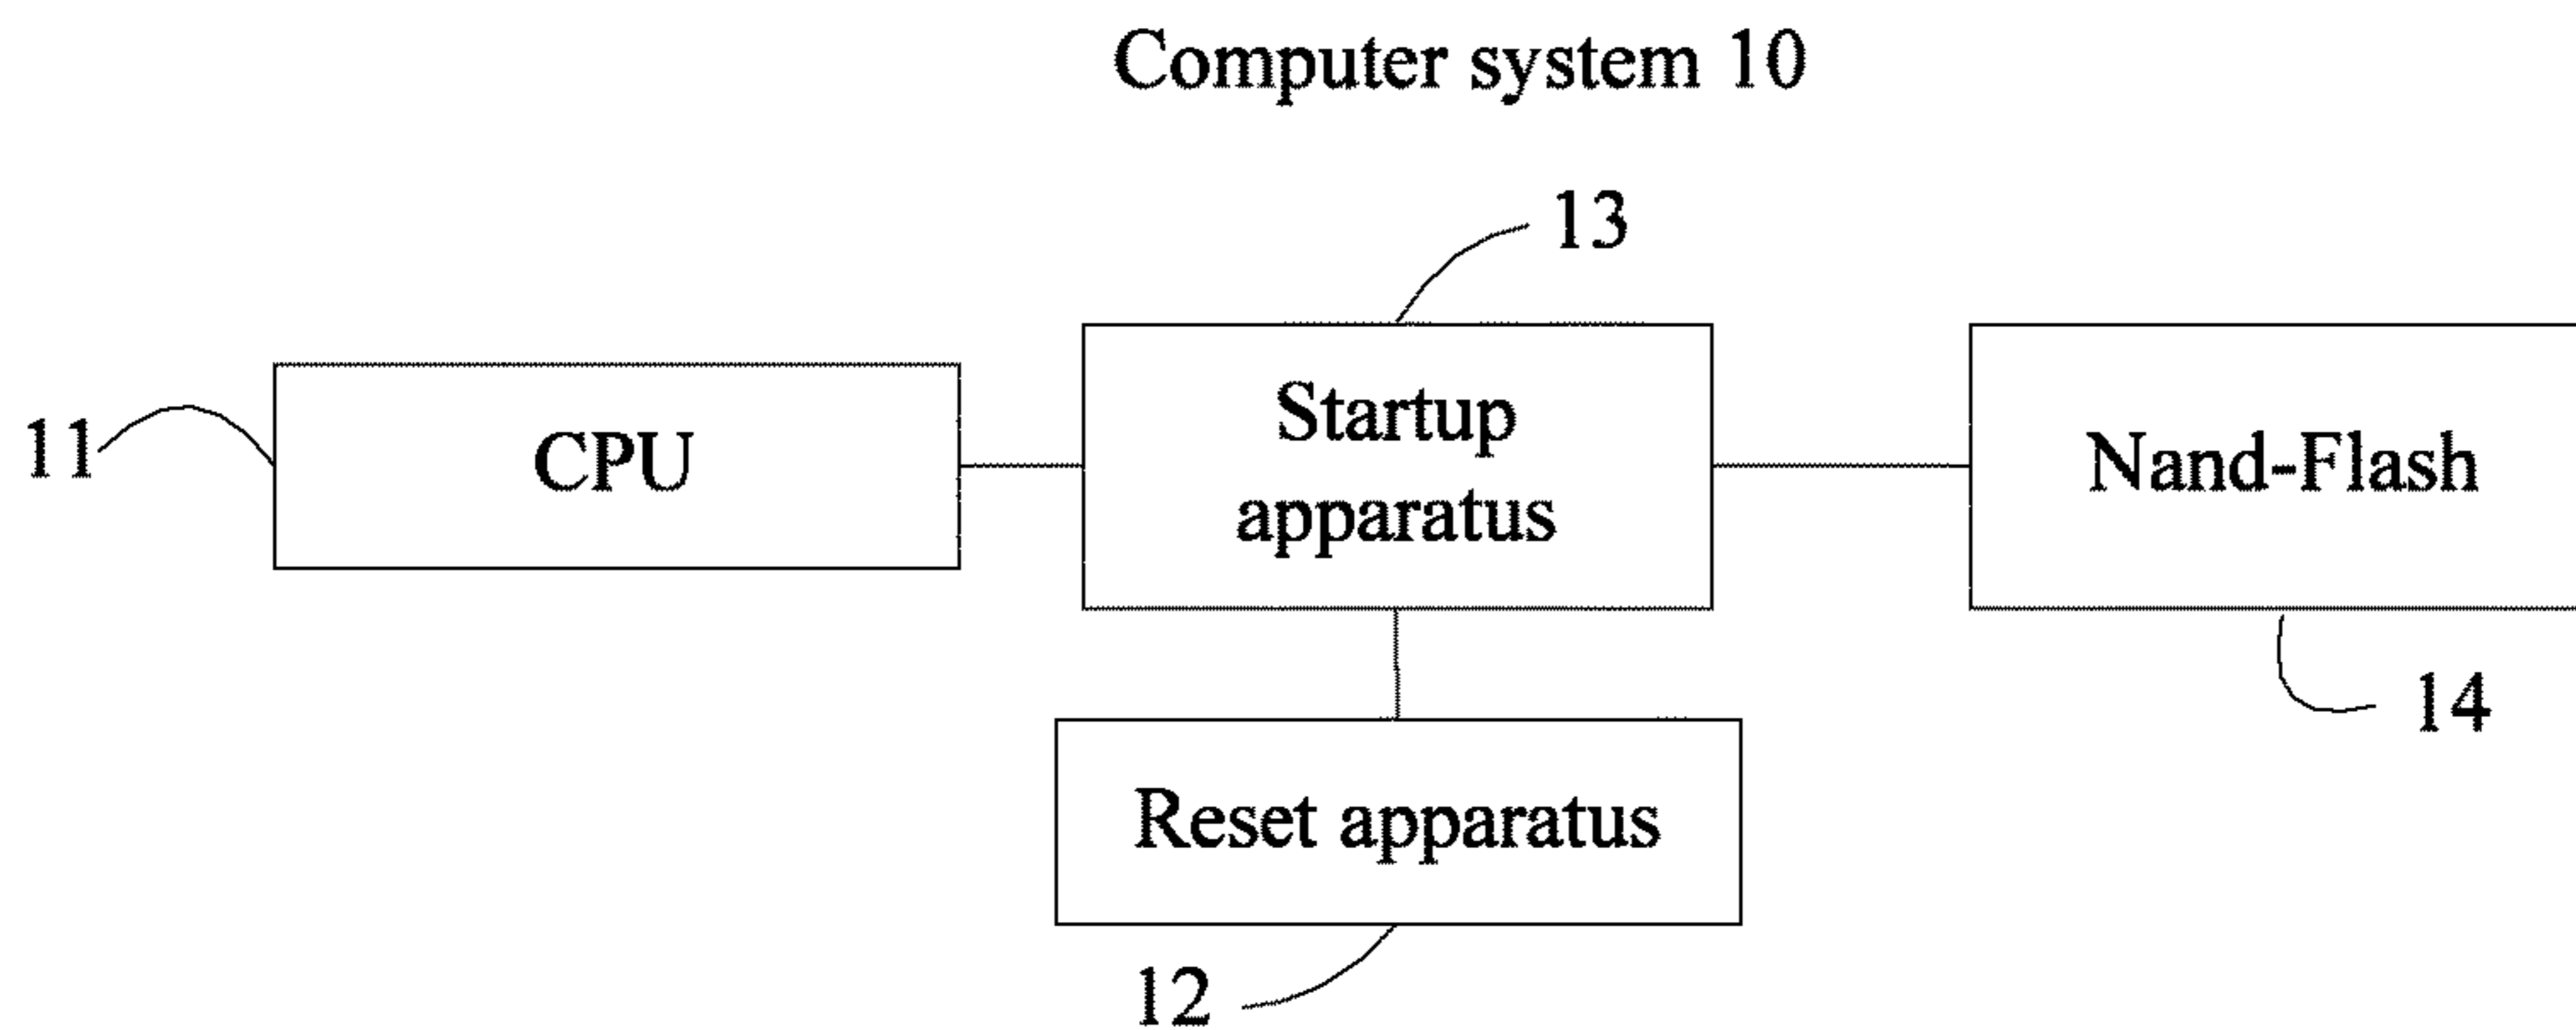 Computer system 10
13
11
CPU
Startup
apparatus
Nand-Flash
14
Reset apparatus
12